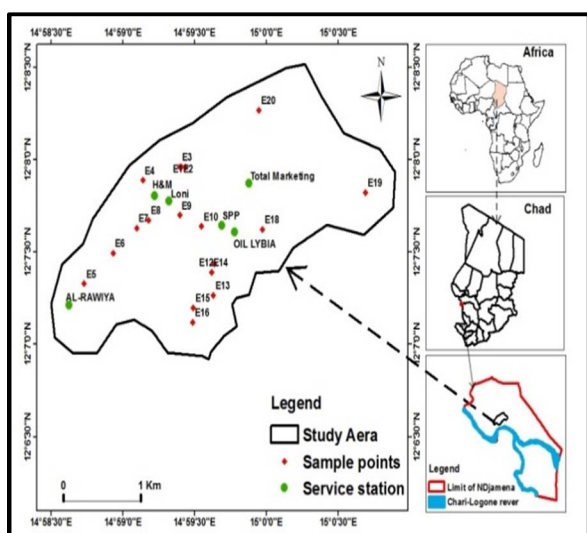 14°58'30"E 14°59'0"E 14°59'30"E 15°0'0"E 15°0'30"E
12°8'30"N
12°8'0"N
12°7'30"N
12°7'0"N
12°6'30"N
N
E20
E3
E1E2
E4
H&M
Loni
Total Marketing
E19
E9
E8
E7
E10
SPP
E18
OIL LYBIA
E6
E12E14
E5
E13
AL-RAWIYA
E15
E16
Legend
Study Aera
Sample points
Service station
0 1 Km
14°58'30"E 14°59'0"E 14°59'30"E 15°0'0"E 15°0'30"E
12°8'30"N
12°8'0"N
12°7'30"N
12°7'0"N
12°6'30"N
Africa
Chad
Legend
Limit of NDjamena
Chari-Logone rever